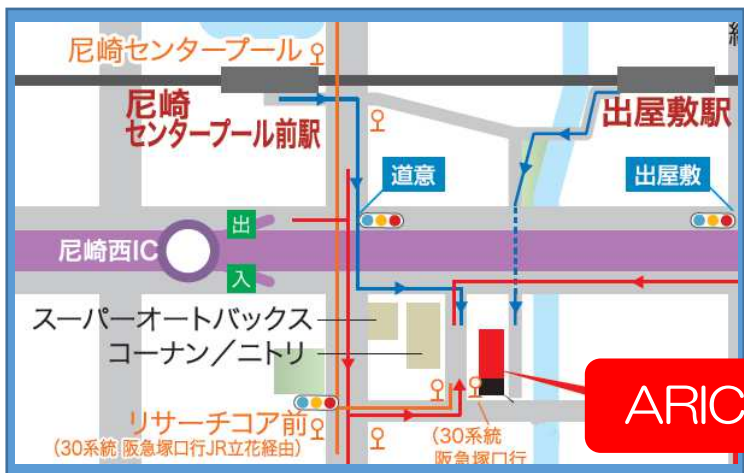 尼崎センタープール
尼崎
センタープール前駅
出屋敷駅
道意
出屋敷
出
尼崎西IC
入
スーパーオートバックス
コーナン/ニトリ
ARIC
リサーチコア前
(30系統 阪急塚口行JR立花経由)
(30系統
阪急塚口行